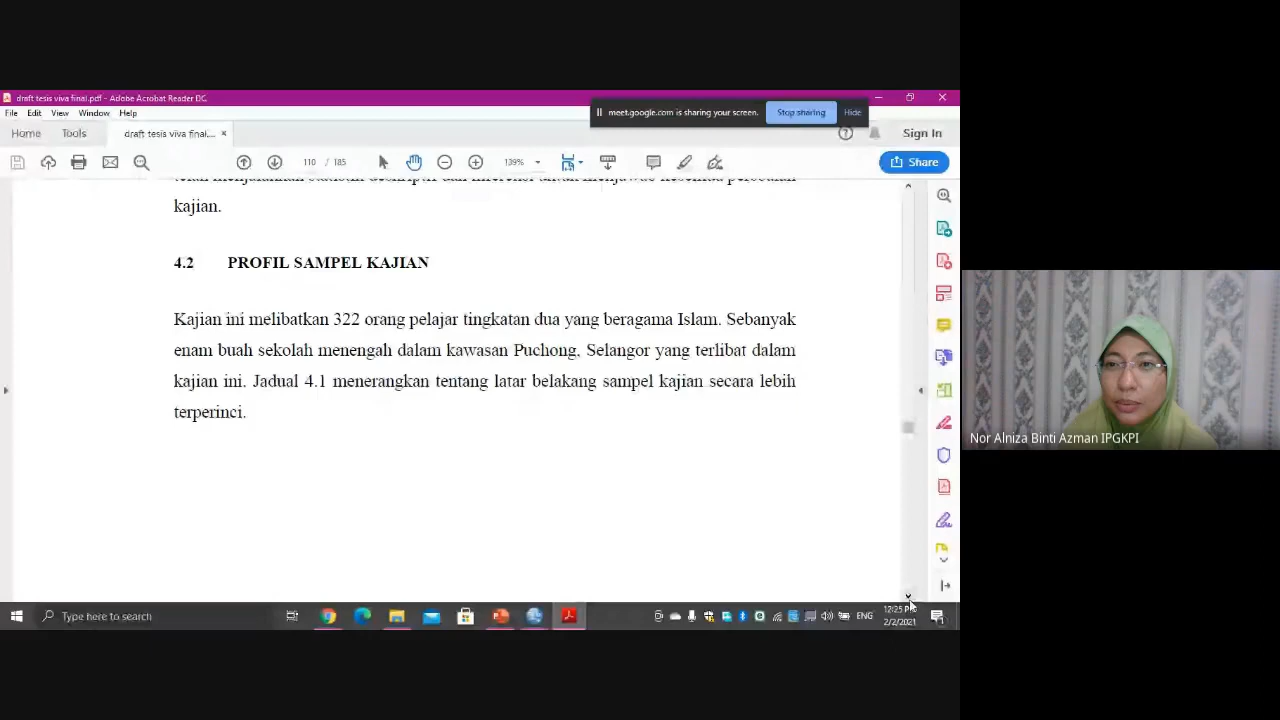 draft tesis viva final.pdf - Adobe Acrobat Reader DC
meet.google.com is sharing your screen.
Stop sharing
Hide
File Edit View Window Help
Home Tools draft tesis viva final.... × Sign In
110 / 185 139% Share
kajian.
4.2 PROFIL SAMPEL KAJIAN
Kajian ini melibatkan 322 orang pelajar tingkatan dua yang beragama Islam. Sebanyak
enam buah sekolah menengah dalam kawasan Puchong, Selangor yang terlibat dalam
kajian ini. Jadual 4.1 menerangkan tentang latar belakang sampel kajian secara lebih
terperinci.
Nor Alniza Binti Azman IPGKPI
Type here to search
ENG
12:25 PM
2/2/2021